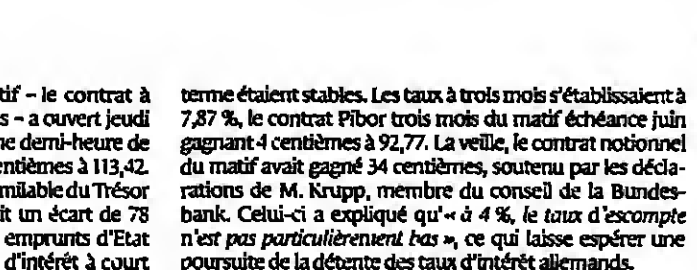 tif – le contrat à
s – a ouvert jeudi
ne demi-heure de
entièmes à 113,42.
milable du Trésor
it un écart de 78
emprunts d'Etat
d'intérêt à court
terme étaient stables. Les taux à trois mois s'établissaient à
7,87 %, le contrat Pibor trois mois du matif échéance juin
gagnant 4 centièmes à 92,77. La veille, le contrat notionnel
du matif avait gagné 34 centièmes, soutenu par les décla-
rations de M. Krupp, membre du conseil de la Bundes-
bank. Celui-ci a expliqué qu'« à 4 %, le taux d'escompte
n'est pas particulièrement bas », ce qui laisse espérer une
poursuite de la détente des taux d'intérêt allemands.